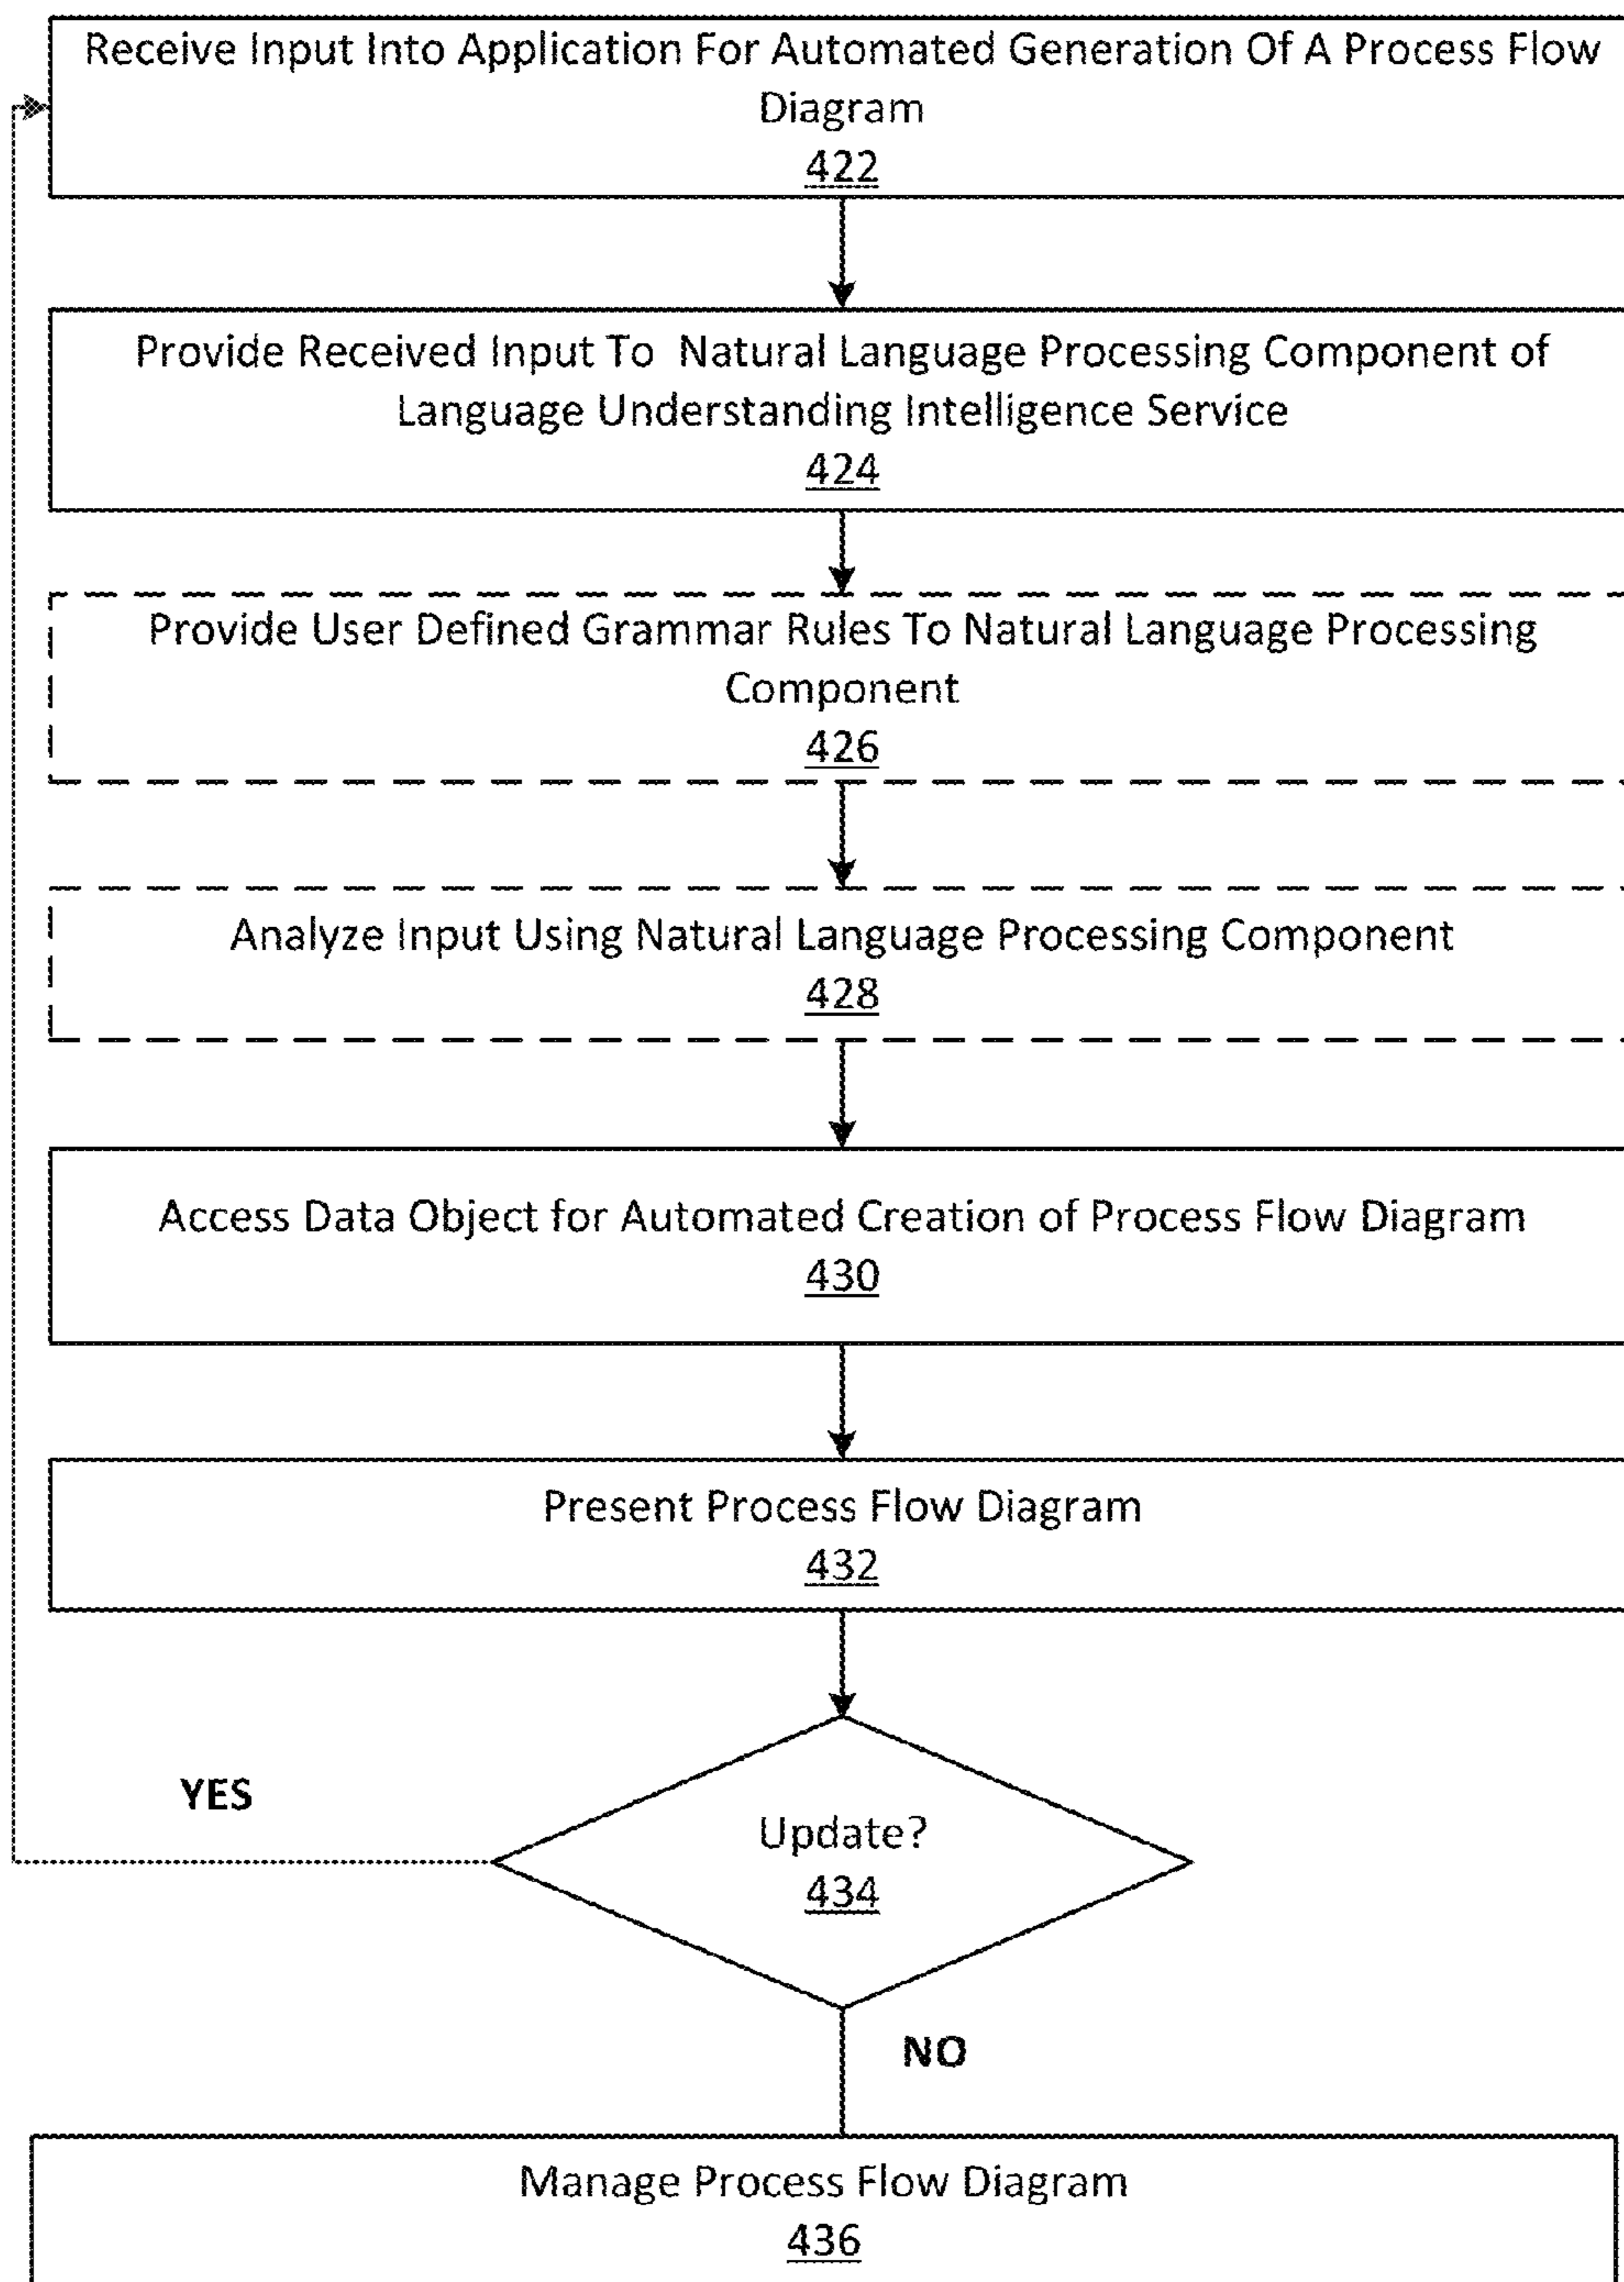 Receive Input Into Application For Automated Generation Of A Process Flow
Diagram
422
Provide Received Input To Natural Language Processing Component of
Language Understanding Intelligence Service
424
Provide User Defined Grammar Rules To Natural Language Processing
Component
426
Analyze Input Using Natural Language Processing Component
428
Access Data Object for Automated Creation of Process Flow Diagram
430
Present Process Flow Diagram
432
YES
Update?
434
NO
Manage Process Flow Diagram
436